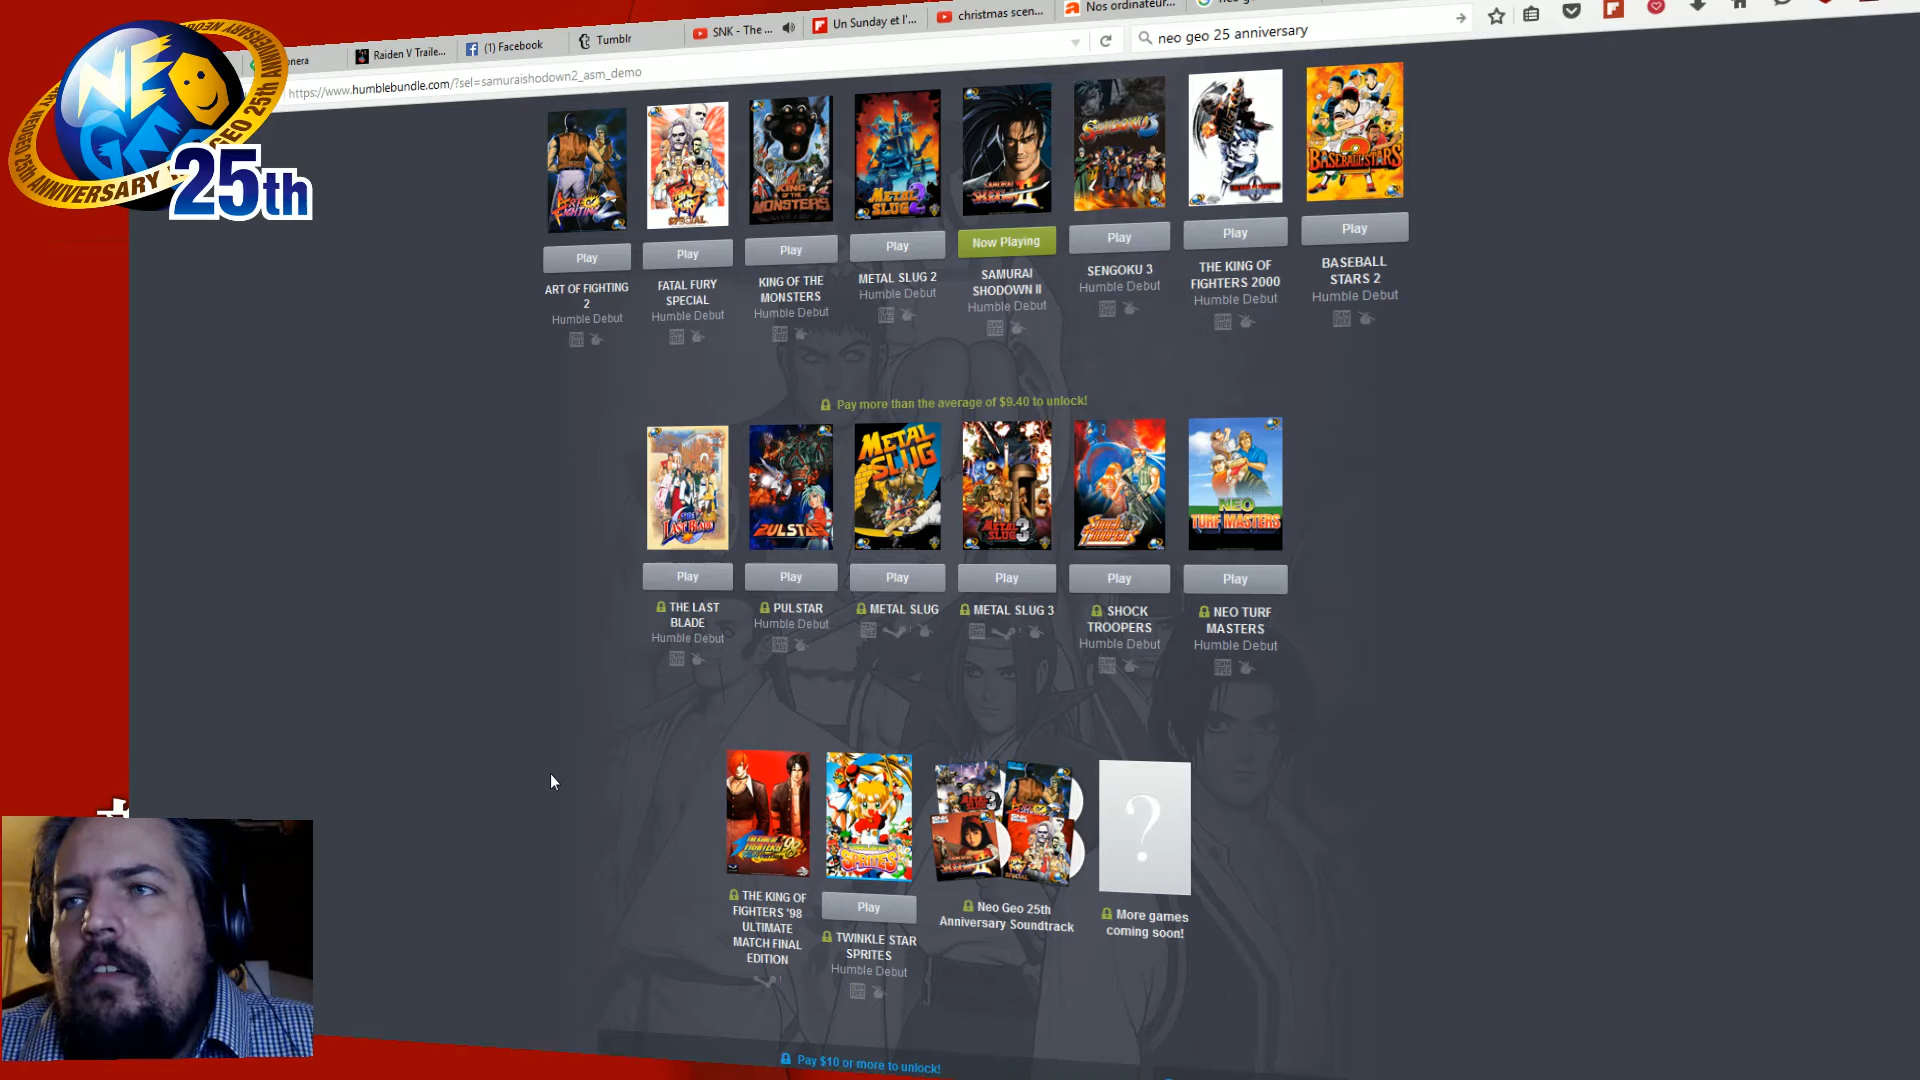 NEO GEO
NEOGEO 25th ANNIVERSARY
25th
Raiden V Traile...
(1) Facebook
Tumblr
SNK - The ...
Un Sunday et l'...
christmas scen...
Nos ordinateur...
https://www.humblebundle.com/?sel=samuraishodown2_asm_demo
neo geo 25 anniversary
Play
Play
Play
Play
Now Playing
Play
Play
Play
ART OF FIGHTING
2
Humble Debut
FATAL FURY
SPECIAL
Humble Debut
KING OF THE
MONSTERS
Humble Debut
METAL SLUG 2
Humble Debut
SAMURAI
SHODOWN II
Humble Debut
SENGOKU 3
Humble Debut
THE KING OF
FIGHTERS 2000
Humble Debut
BASEBALL
STARS 2
Humble Debut
Pay more than the average of $9.40 to unlock!
Play
Play
Play
Play
Play
Play
THE LAST
BLADE
Humble Debut
PULSTAR
Humble Debut
METAL SLUG
METAL SLUG 3
SHOCK
TROOPERS
Humble Debut
NEO TURF
MASTERS
Humble Debut
THE KING OF
FIGHTERS '98
ULTIMATE
MATCH FINAL
EDITION
Play
TWINKLE STAR
SPRITES
Humble Debut
Neo Geo 25th
Anniversary Soundtrack
?
More games
coming soon!
Pay $10 or more to unlock!